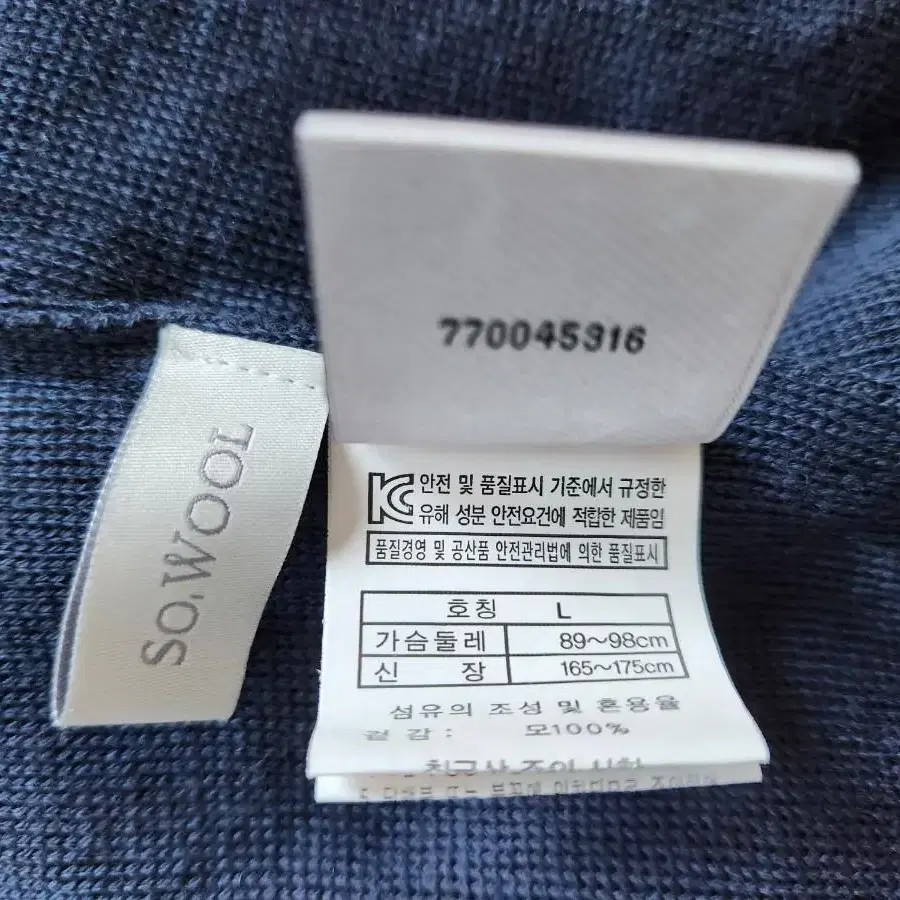 770045316
SO,WOOL
안전 및 품질표시 기준에서 규정한
유해 성분 안전요건에 적합한 제품임
품질경영 및 공산품 안전관리법에 의한 품질표시
호칭 L
가슴둘레 89~98cm
신 장 165~175cm
섬유의 조성 및 혼용율
겉 감 : 모100%